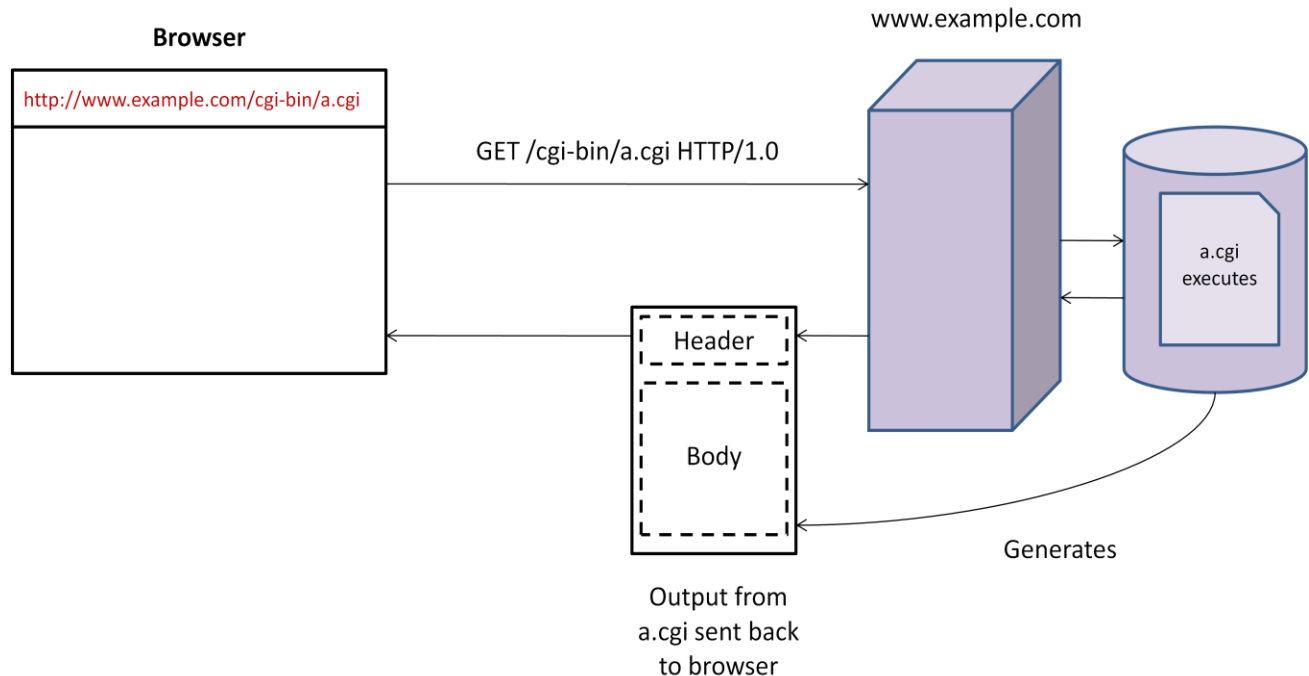 www.example.com
Browser
http://www.example.com/cgi-bin/a.cgi
GET /cgi-bin/a.cgi HTTP/1.0
a.cgi
executes
Header
Body
Generates
Output from
a.cgi sent back
to browser